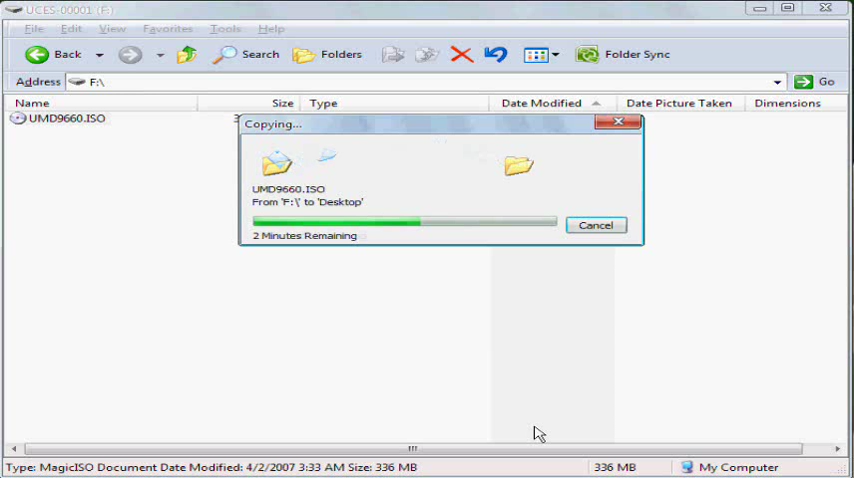 UCES-00001 (F:)
File Edit View Favorites Tools Help
Back Search Folders Folder Sync
Address F:\ Go
Name Size Type Date Modified Date Picture Taken Dimensions
UMD9660.ISO 3
Copying...
UMD9660.ISO
From 'F:\' to 'Desktop'
Cancel
2 Minutes Remaining
Type: MagicISO Document Date Modified: 4/2/2007 3:33 AM Size: 336 MB 336 MB My Computer